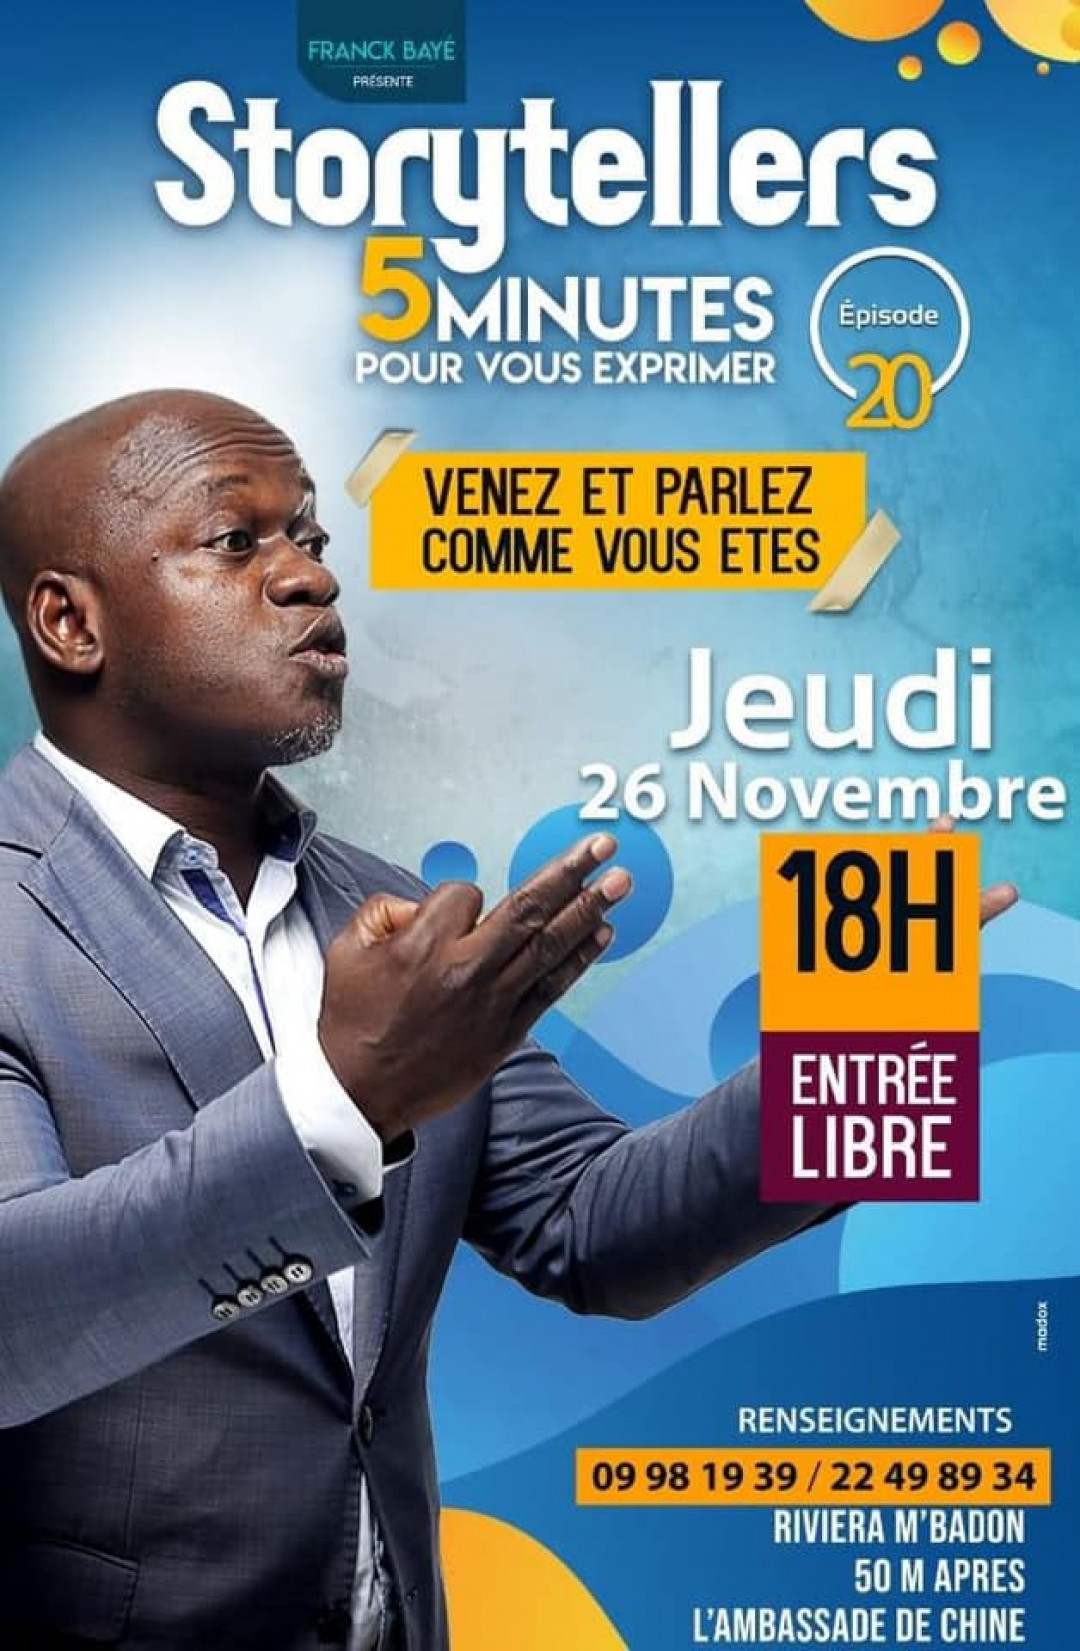 FRANCK BAYÉ
PRÉSENTE
Storytellers
5 MINUTES
POUR VOUS EXPRIMER
Épisode
20
VENEZ ET PARLEZ
COMME VOUS ETES
Jeudi
26 Novembre
18H
ENTRÉE
LIBRE
madox
RENSEIGNEMENTS
09 98 19 39 / 22 49 89 34
RIVIERA M'BADON
50 M APRES
L'AMBASSADE DE CHINE